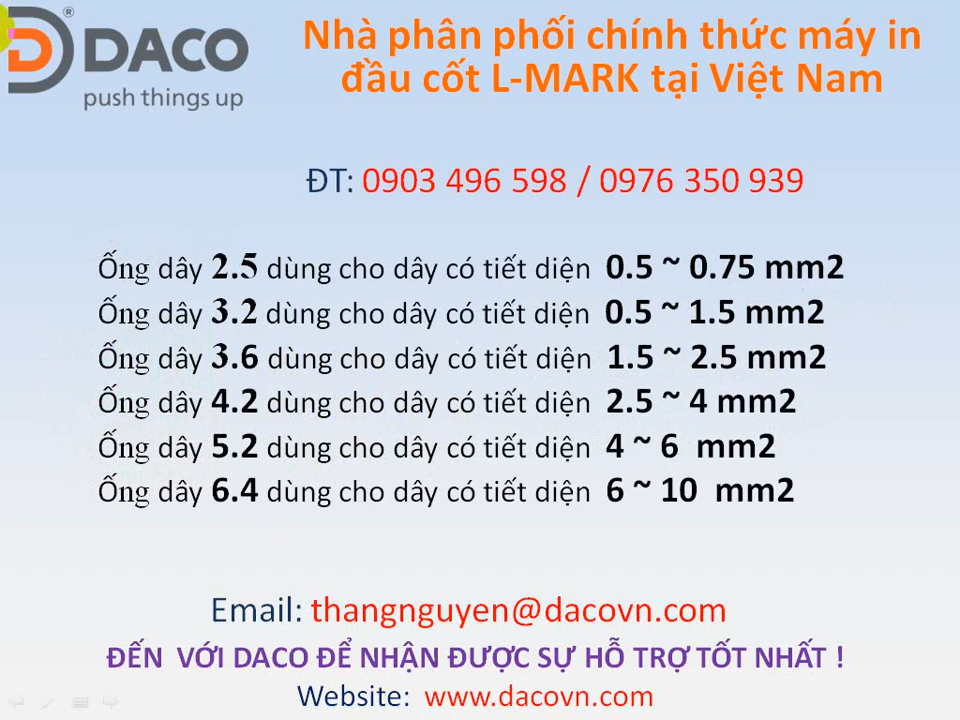 DACO®
push things up
Nhà phân phối chính thức máy in
đầu cốt L-MARK tại Việt Nam
ĐT: 0903 496 598 / 0976 350 939
Ống dây 2.5 dùng cho dây có tiết diện 0.5 ~ 0.75 mm2
Ống dây 3.2 dùng cho dây có tiết diện 0.5 ~ 1.5 mm2
Ống dây 3.6 dùng cho dây có tiết diện 1.5 ~ 2.5 mm2
Ống dây 4.2 dùng cho dây có tiết diện 2.5 ~ 4 mm2
Ống dây 5.2 dùng cho dây có tiết diện 4 ~ 6 mm2
Ống dây 6.4 dùng cho dây có tiết diện 6 ~ 10 mm2
Email: thangnguyen@dacovn.com
ĐẾN VỚI DACO ĐỂ NHẬN ĐƯỢC SỰ HỖ TRỢ TỐT NHẤT !
Website: www.dacovn.com